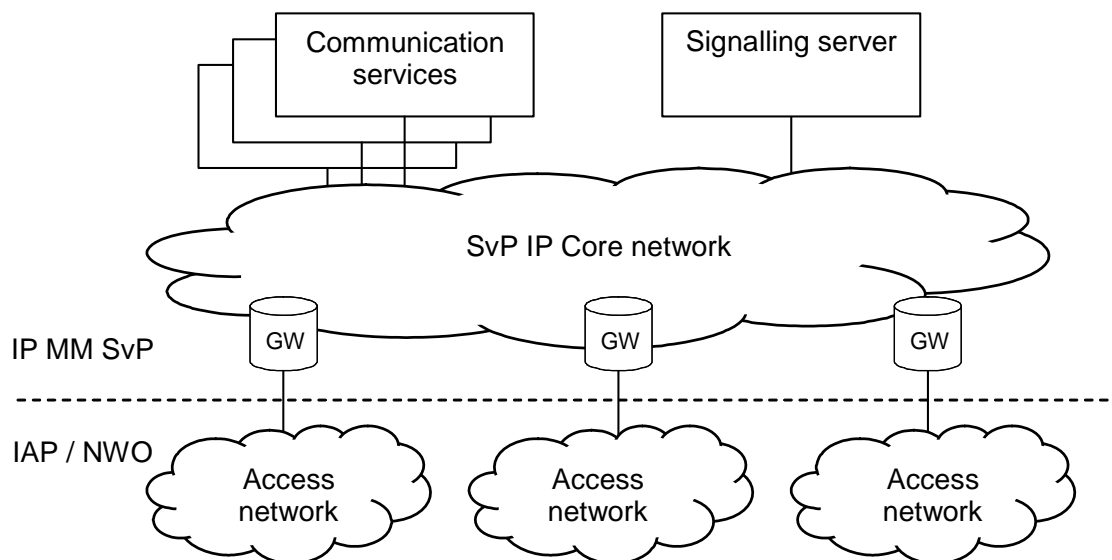 Communication
services
Signalling server
SvP IP Core network
GW
GW
GW
IP MM SvP
IAP / NWO
Access
network
Access
network
Access
network